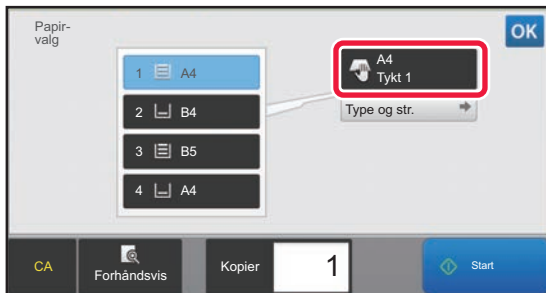 Papir-
valg
OK
1 A4
2 B4
3 B5
4 A4
A4
Tykt 1
Type og str.
CA
Forhåndsvis
Kopier
1
Start